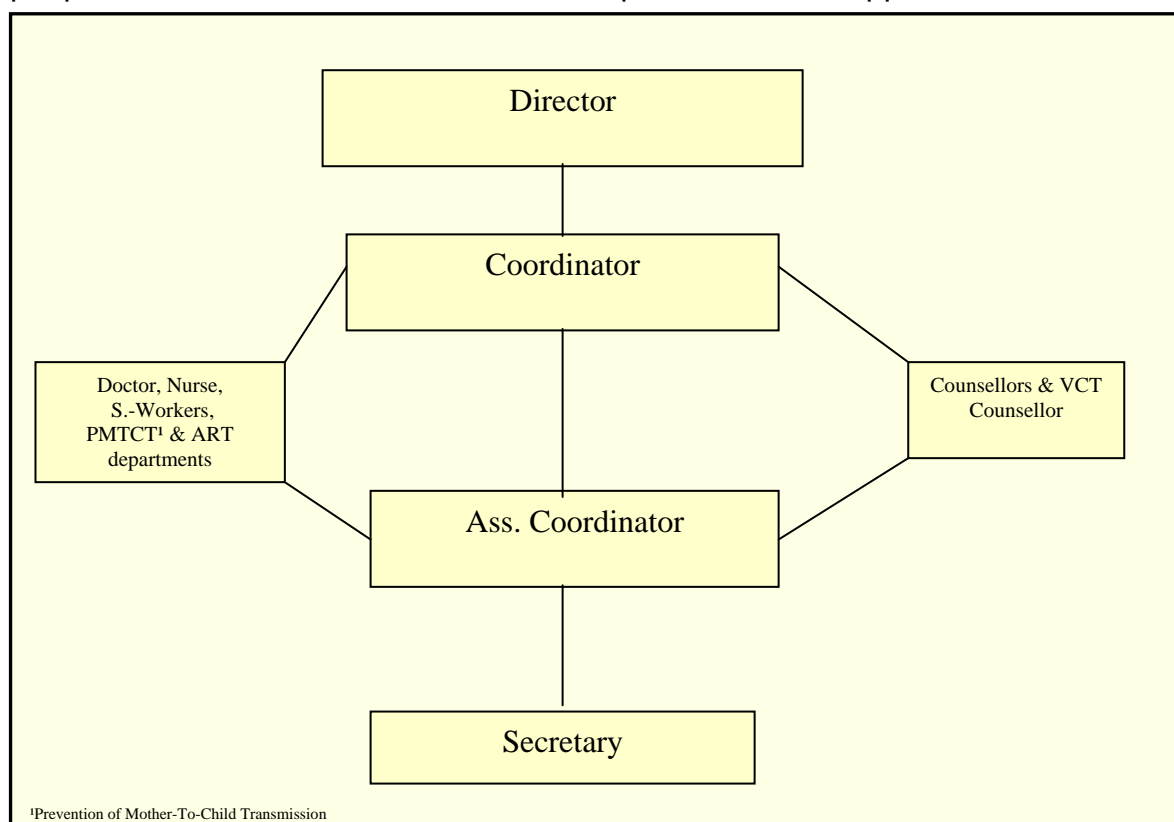 Director
Coordinator
Doctor, Nurse,
S.-Workers,
PMTCT¹ & ART
departments
Counsellors & VCT
Counsellor
Ass. Coordinator
Secretary
¹Prevention of Mother-To-Child Transmission